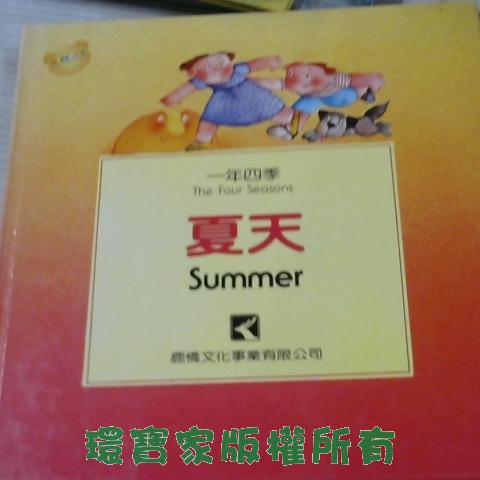 一年四季
The Four Seasons
夏天
Summer
鹿橋文化事業有限公司
環寶家版權所有